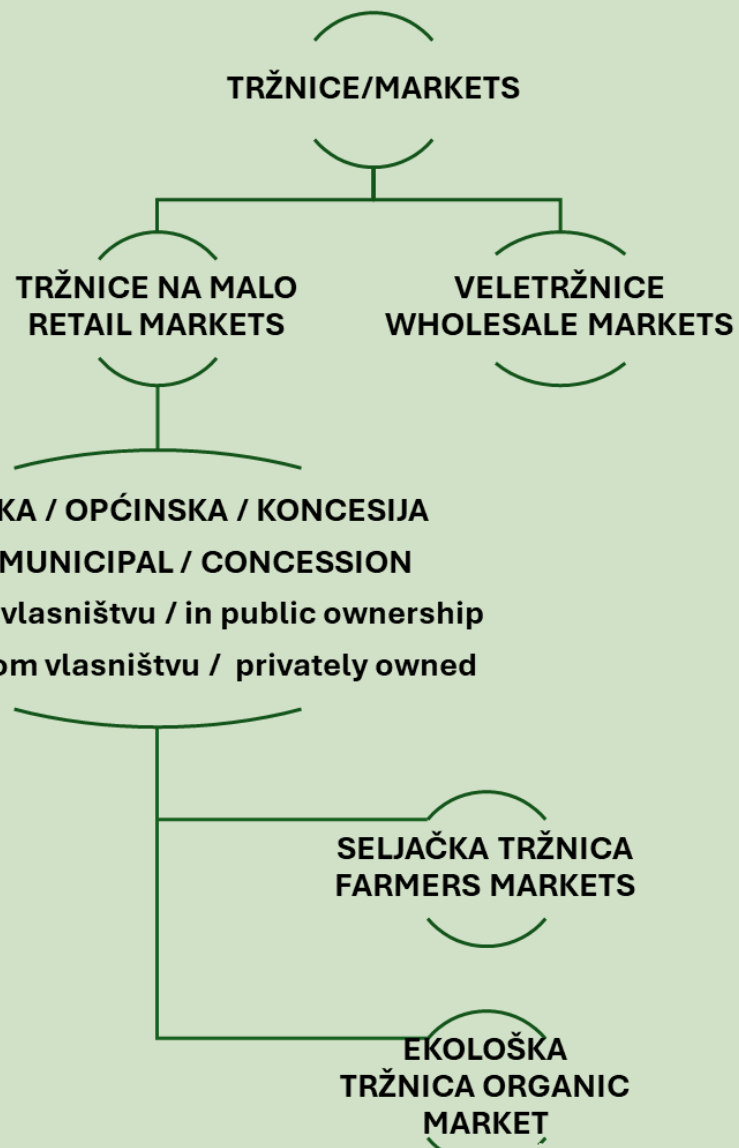 TRŽNICE/MARKETS
TRŽNICE NA MALO
RETAIL MARKETS
VELETRŽNICE
WHOLESALE MARKETS
/ OPĆINSKA / KONCESIJA
MUNICIPAL / CONCESSION
vlasništvu / in public ownership
vlasništvu / privately owned
SELJAČKA TRŽNICA
FARMERS MARKETS
EKOLOŠKA
TRŽNICA ORGANIC
MARKET